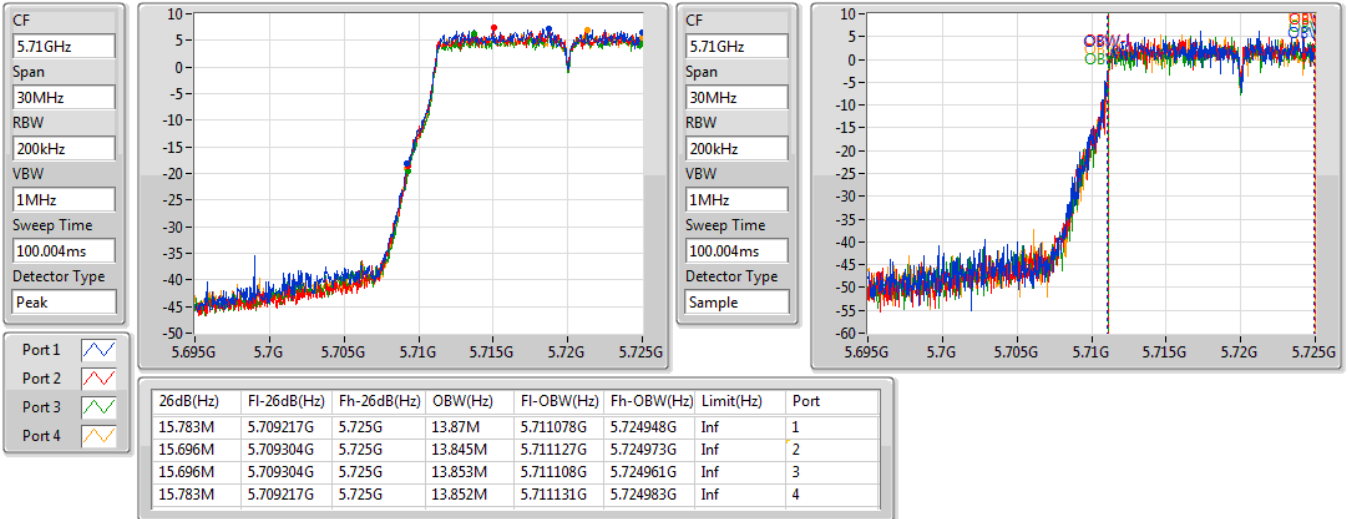 CF
5.71GHz
Span
30MHz
RBW
200kHz
VBW
1MHz
Sweep Time
100.004ms
Detector Type
Peak
10
5
0
-5
-10
-15
-20
-25
-30
-35
-40
-45
-50
5.695G 5.7G 5.705G 5.71G 5.715G 5.72G 5.725G
CF
5.71GHz
Span
30MHz
RBW
200kHz
VBW
1MHz
Sweep Time
100.004ms
Detector Type
Sample
10
5
0
-5
-10
-15
-20
-25
-30
-35
-40
-45
-50
-55
-60
5.695G 5.7G 5.705G 5.71G 5.715G 5.72G 5.725G
Port 1
Port 2
Port 3
Port 4
26dB(Hz) Fl-26dB(Hz) Fh-26dB(Hz) OBW(Hz) Fl-OBW(Hz) Fh-OBW(Hz) Limit(Hz) Port
15.783M 5.709217G 5.725G 13.87M 5.711078G 5.724948G Inf 1
15.696M 5.709304G 5.725G 13.845M 5.711127G 5.724973G Inf 2
15.696M 5.709304G 5.725G 13.853M 5.711108G 5.724961G Inf 3
15.783M 5.709217G 5.725G 13.852M 5.711131G 5.724983G Inf 4